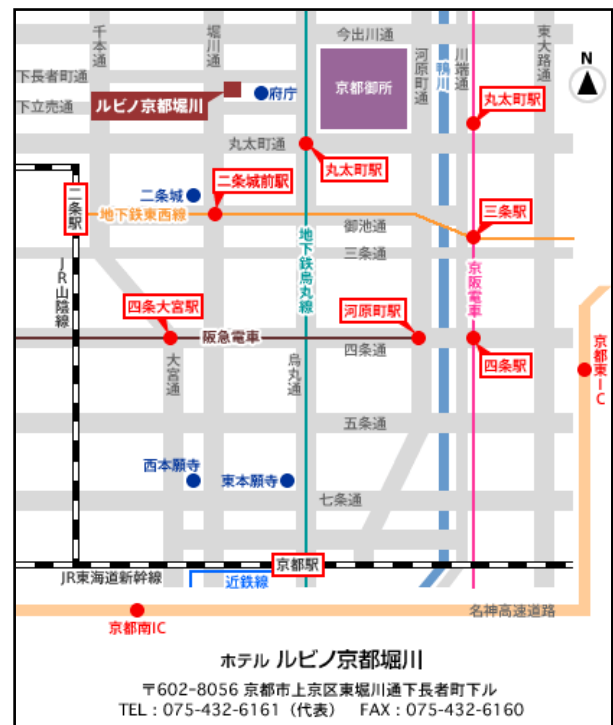 千本通
堀川通
今出川通
河原町通
川端通
東大路通
鴨川
N
下長者町通
下立売通
ルビノ京都堀川
府庁
京都御所
丸太町駅
丸太町通
丸太町駅
二条駅
二条城
二条城前駅
地下鉄東西線
御池通
三条駅
三条通
地下鉄烏丸線
京阪電車
JR山陰線
四条大宮駅
河原町駅
阪急電車
四条通
四条駅
京都東IC
大宮通
烏丸通
五条通
西本願寺
東本願寺
七条通
京都駅
JR東海道新幹線
近鉄線
京都南IC
名神高速道路
ホテル ルビノ京都堀川
〒602-8056 京都市上京区東堀川通下長者町下ル
TEL：075-432-6161（代表） FAX：075-432-6160